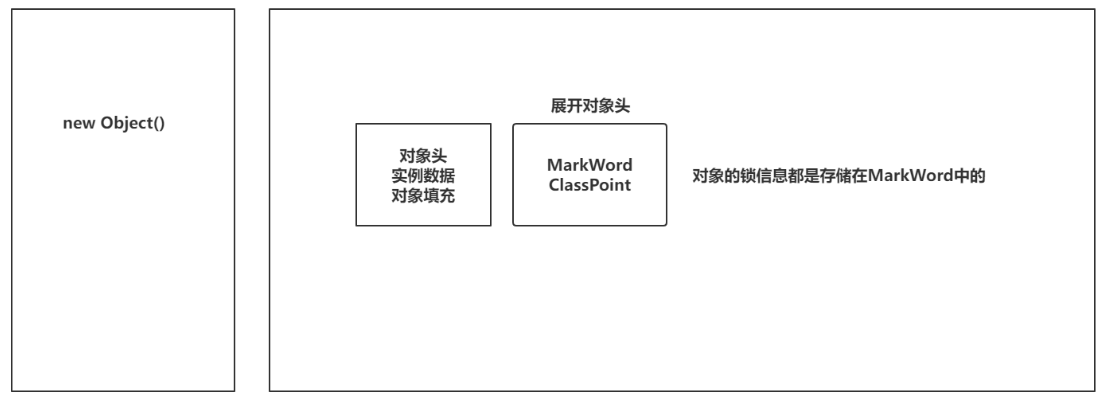 new Object()
展开对象头
对象头
实例数据
对象填充
MarkWord
ClassPoint
对象的锁信息都是存储在MarkWord中的